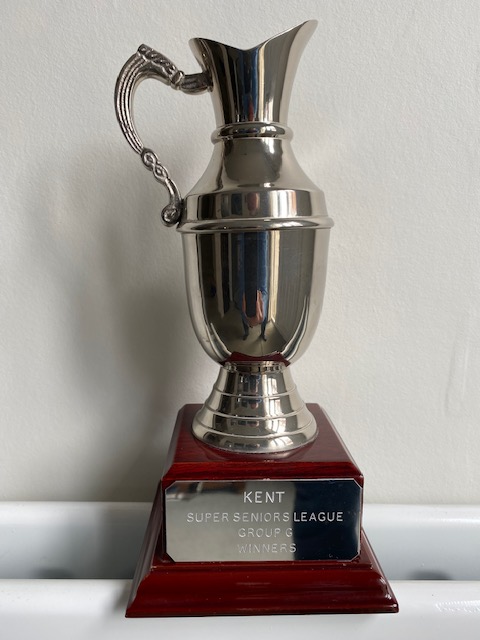 KENT
SUPER SENIORS LEAGUE
GROUP G
WINNERS